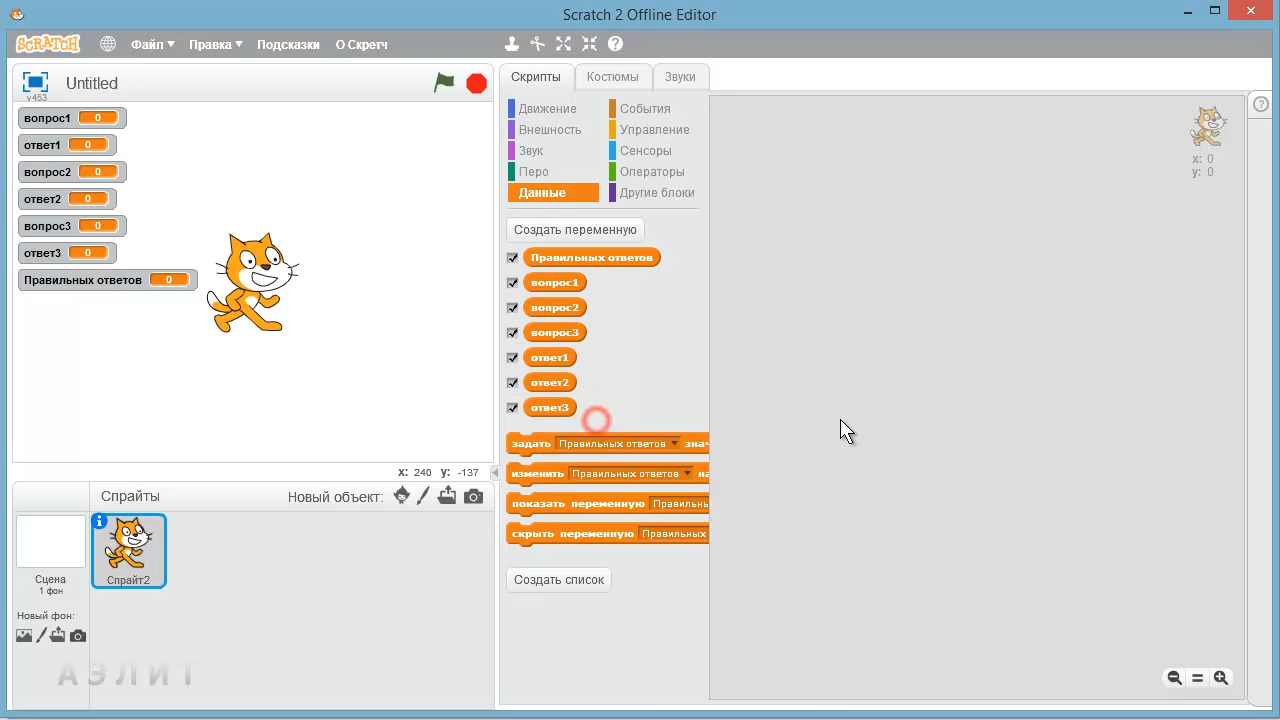 Scratch 2 Offline Editor
SCRATCH Файл Правка Подсказки О Скретч
v453 Untitled
вопрос1 0
ответ1 0
вопрос2 0
ответ2 0
вопрос3 0
ответ3 0
Правильных ответов 0
x: 240 y: -137
Спрайты Новый объект:
Спрайт2
Сцена
1 фон
Новый фон:
АЭЛИТ
Скрипты Костюмы Звуки
Движение События
Внешность Управление
Звук Сенсоры
Перо Операторы
Данные Другие блоки
Создать переменную
Правильных ответов
вопрос1
вопрос2
вопрос3
ответ1
ответ2
ответ3
задать Правильных ответов знач
изменить Правильных ответов на
показать переменную Правильнь
скрыть переменную Правильных
Создать список
x: 0
y: 0